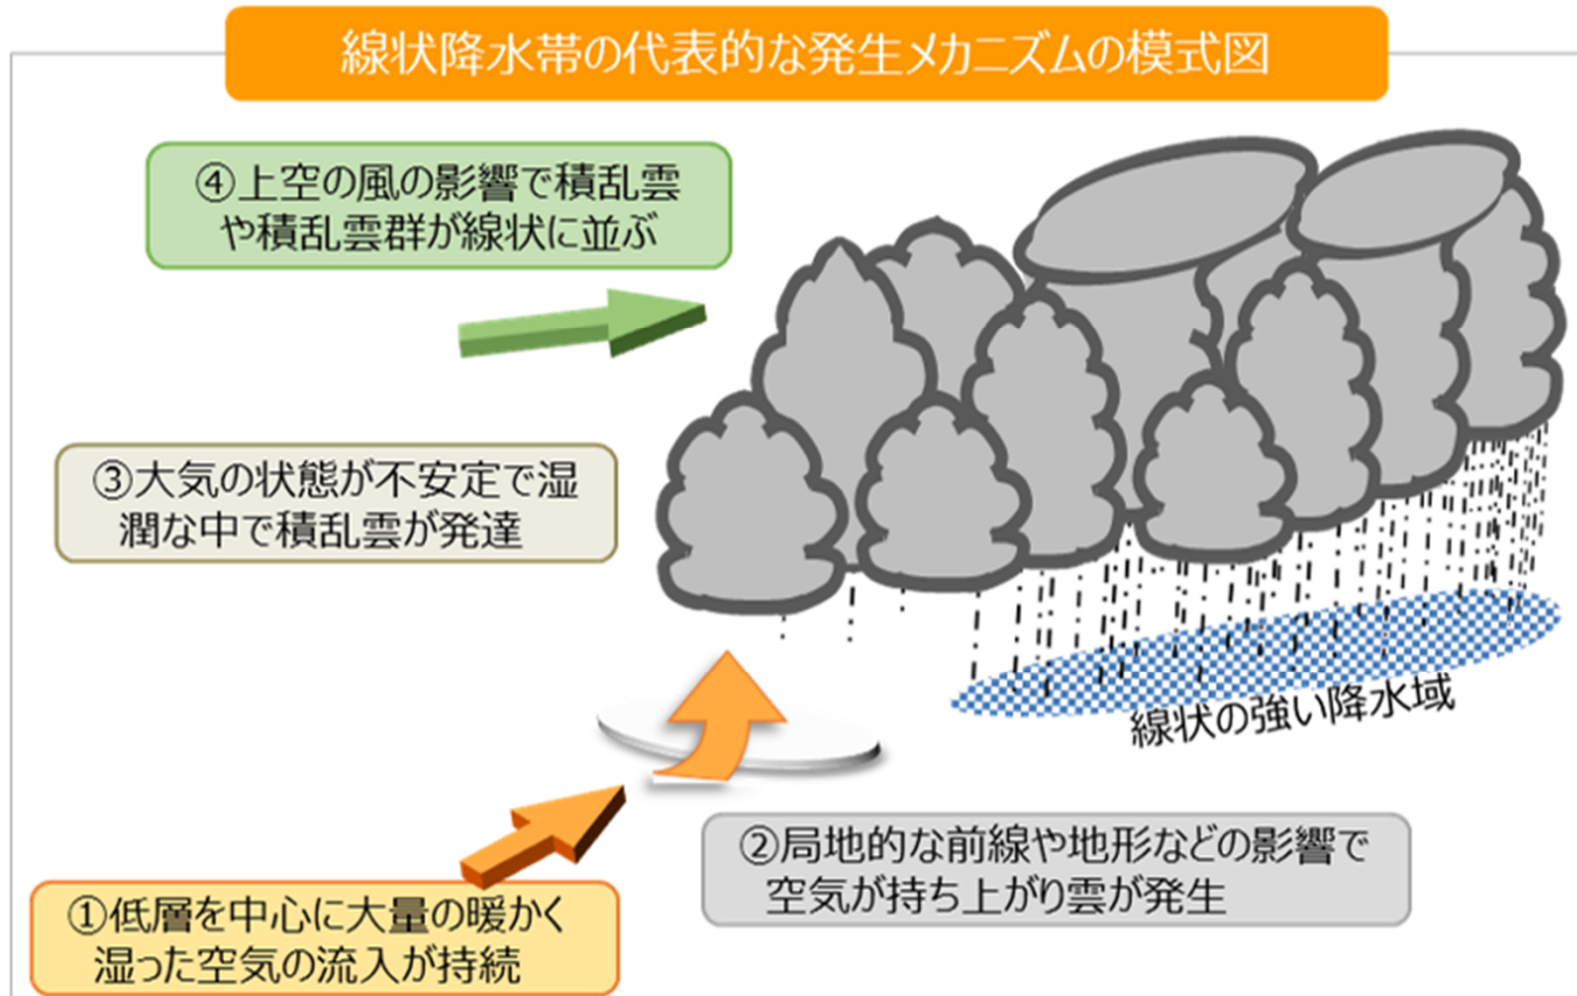 線状降水帯の代表的な発生メカニズムの模式図
④上空の風の影響で積乱雲
や積乱雲群が線状に並ぶ
③大気の状態が不安定で湿
潤な中で積乱雲が発達
線状の強い降水域
②局地的な前線や地形などの影響で
空気が持ち上がり雲が発生
①低層を中心に大量の暖かく
湿った空気の流入が持続